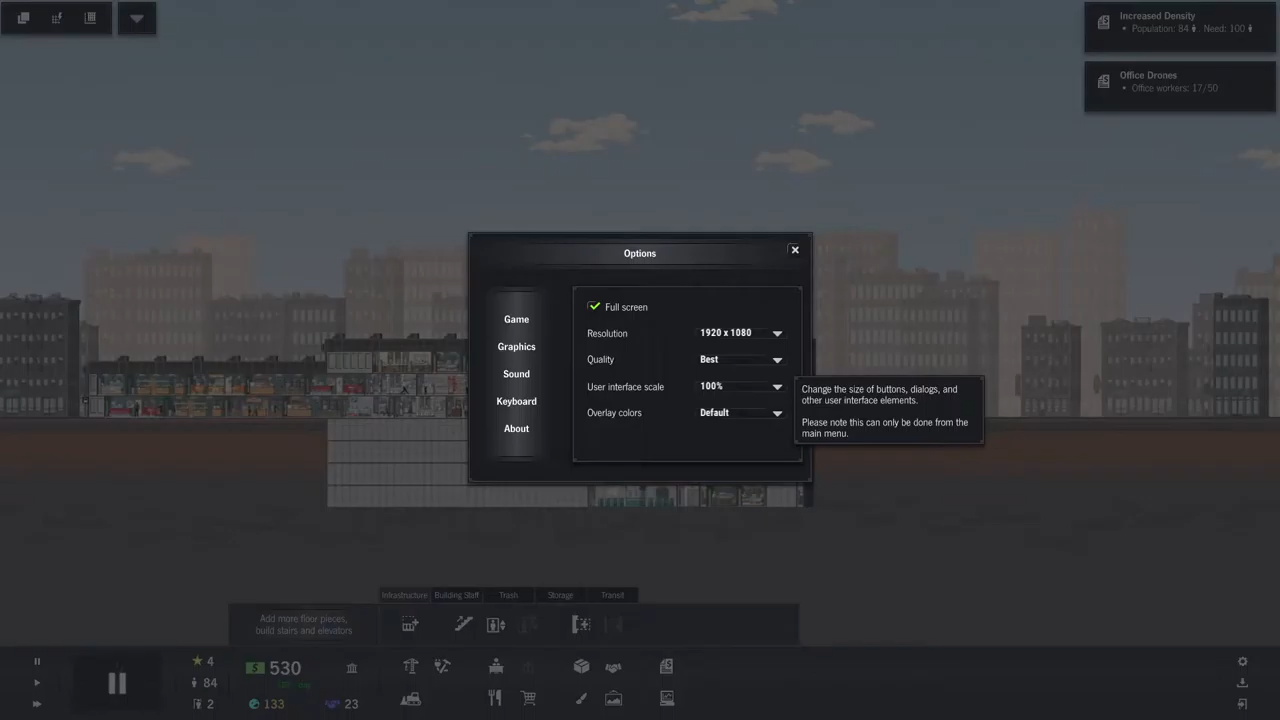 Increased Density
• Population: 84 Need: 100
Office Drones
• Office workers: 17/50
Options
Game
Graphics
Sound
Keyboard
About
Full screen
Resolution 1920 x 1080
Quality Best
User interface scale 100%
Overlay colors Default
Change the size of buttons, dialogs, and
other user interface elements.
Please note this can only be done from the
main menu.
Infrastructure Building Staff Trash Storage Transit
Add more floor pieces,
build stairs and elevators
4
84
2
$ 530
133
23